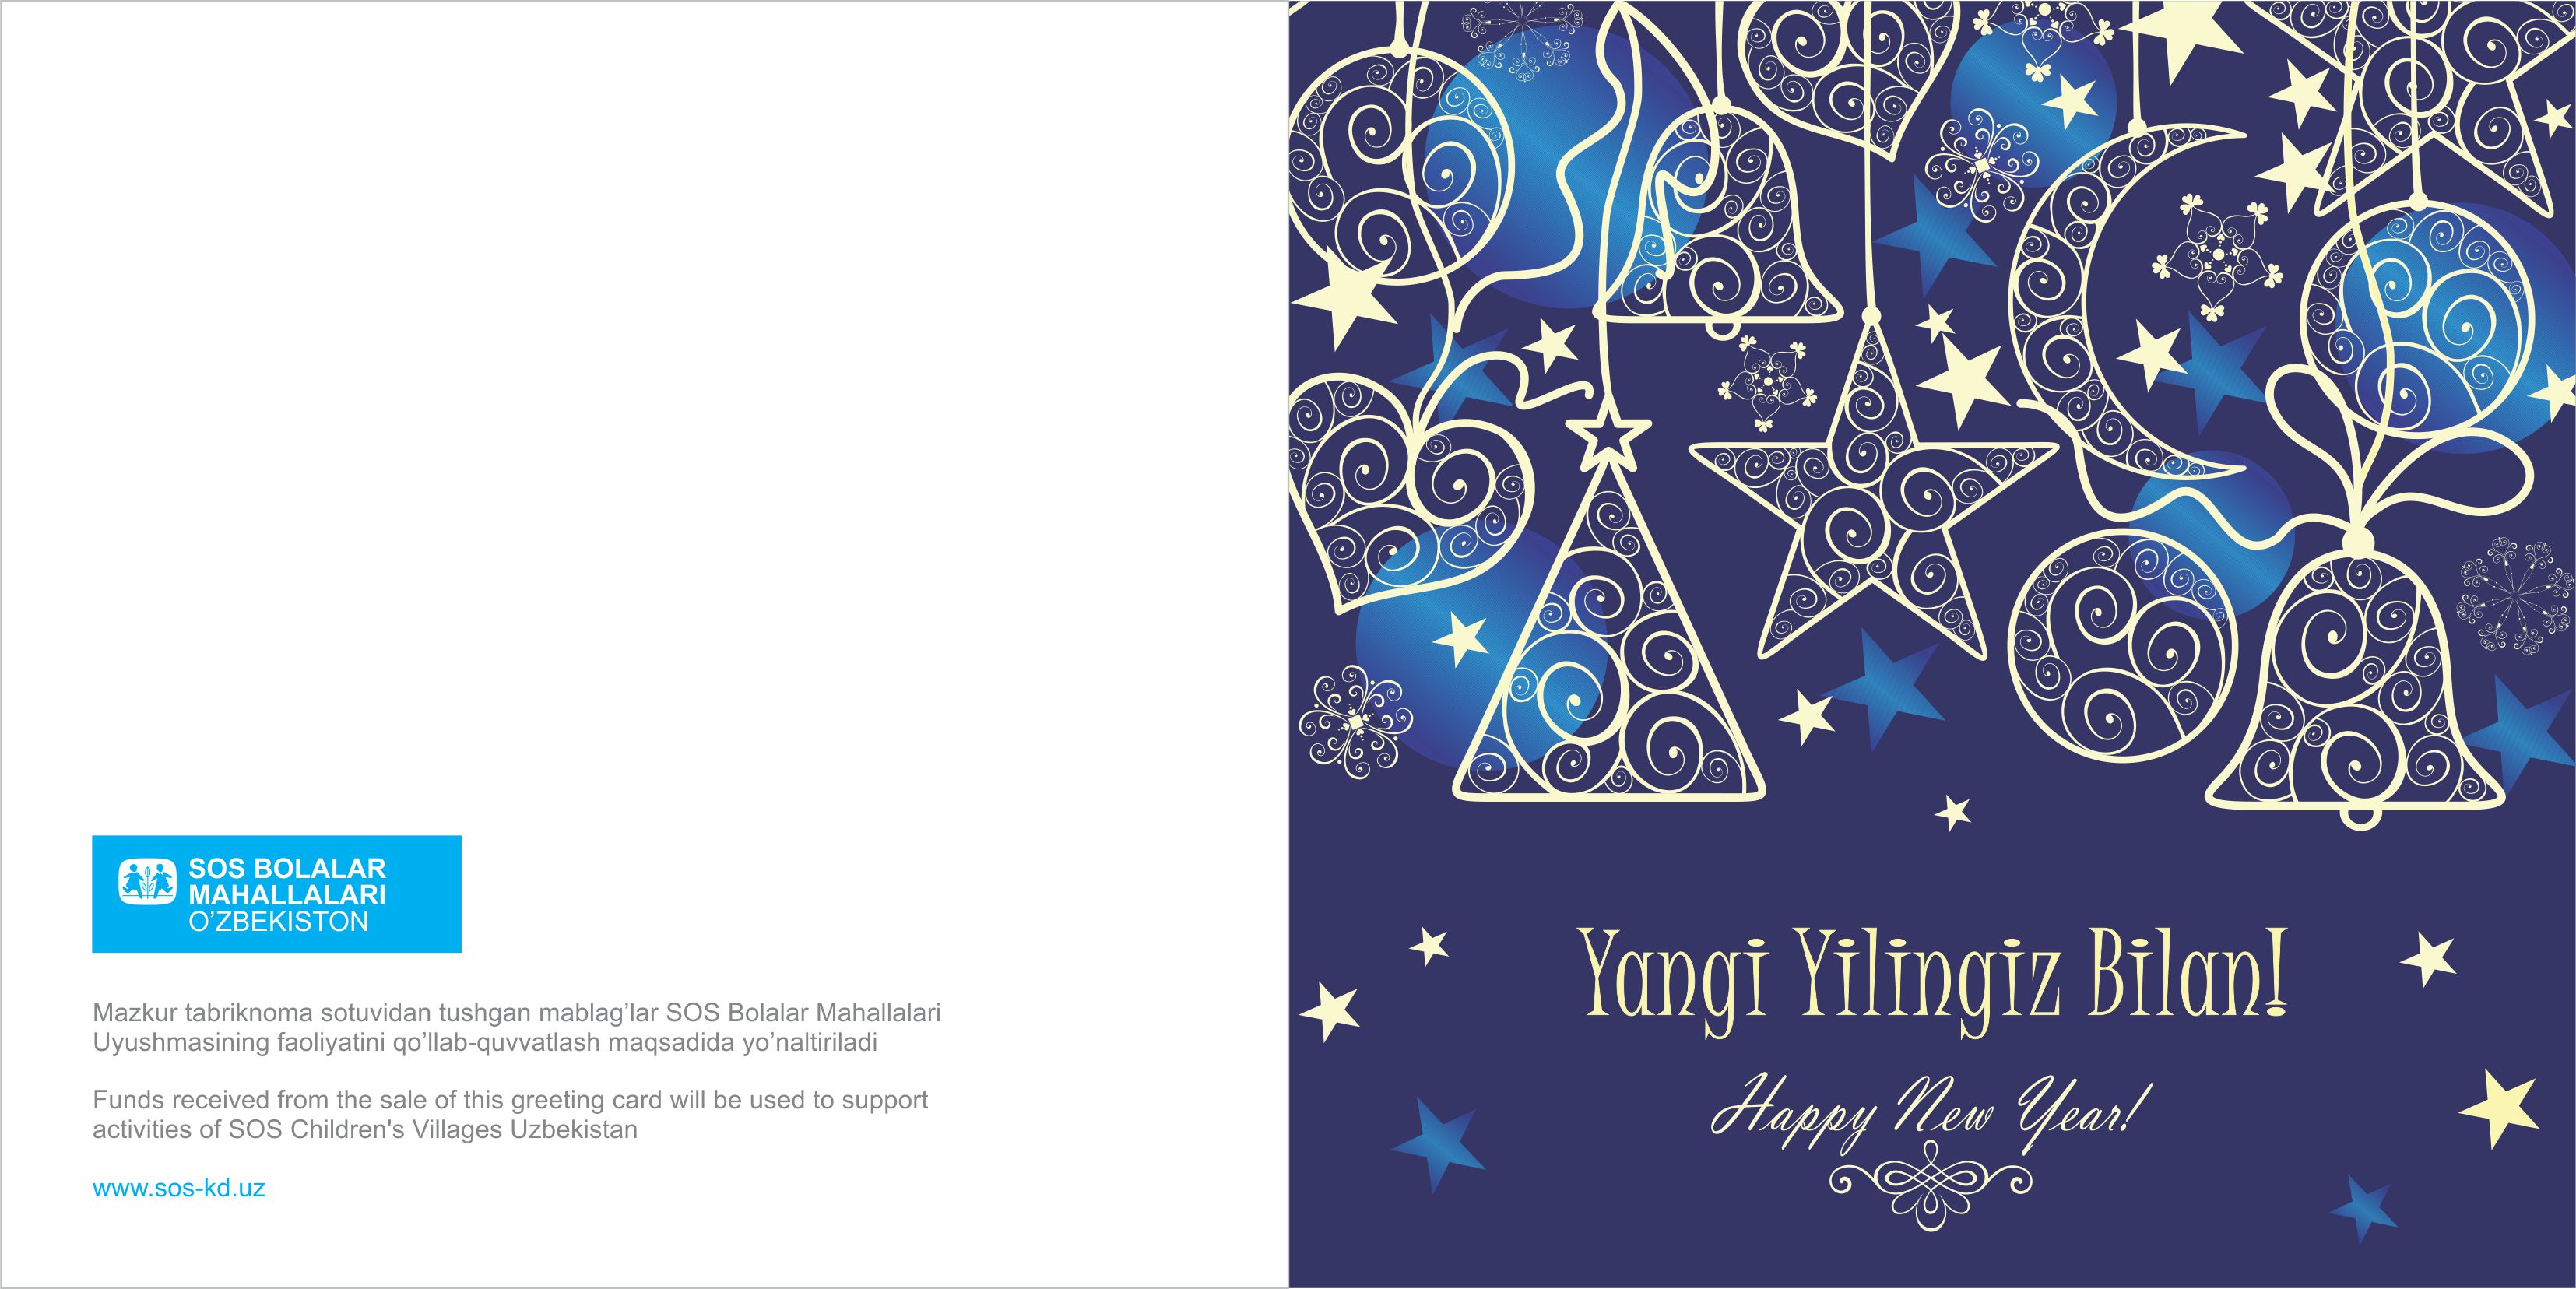 SOS BOLALAR
MAHALLALARI
O’ZBEKISTON
Mazkur tabriknoma sotuvidan tushgan mablag’lar SOS Bolalar Mahallalari
Uyushmasining faoliyatini qo’llab-quvvatlash maqsadida yo’naltiriladi
Funds received from the sale of this greeting card will be used to support
activities of SOS Children's Villages Uzbekistan
www.sos-kd.uz
Yangi Yilingiz Bilan!
Happy New Year!